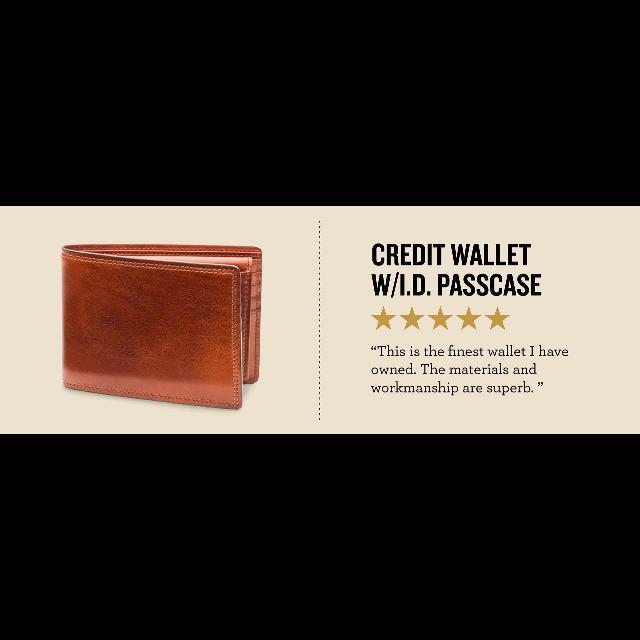 CREDIT WALLET
W/I.D. PASSCASE
“This is the finest wallet I have
owned. The materials and
workmanship are superb. ”